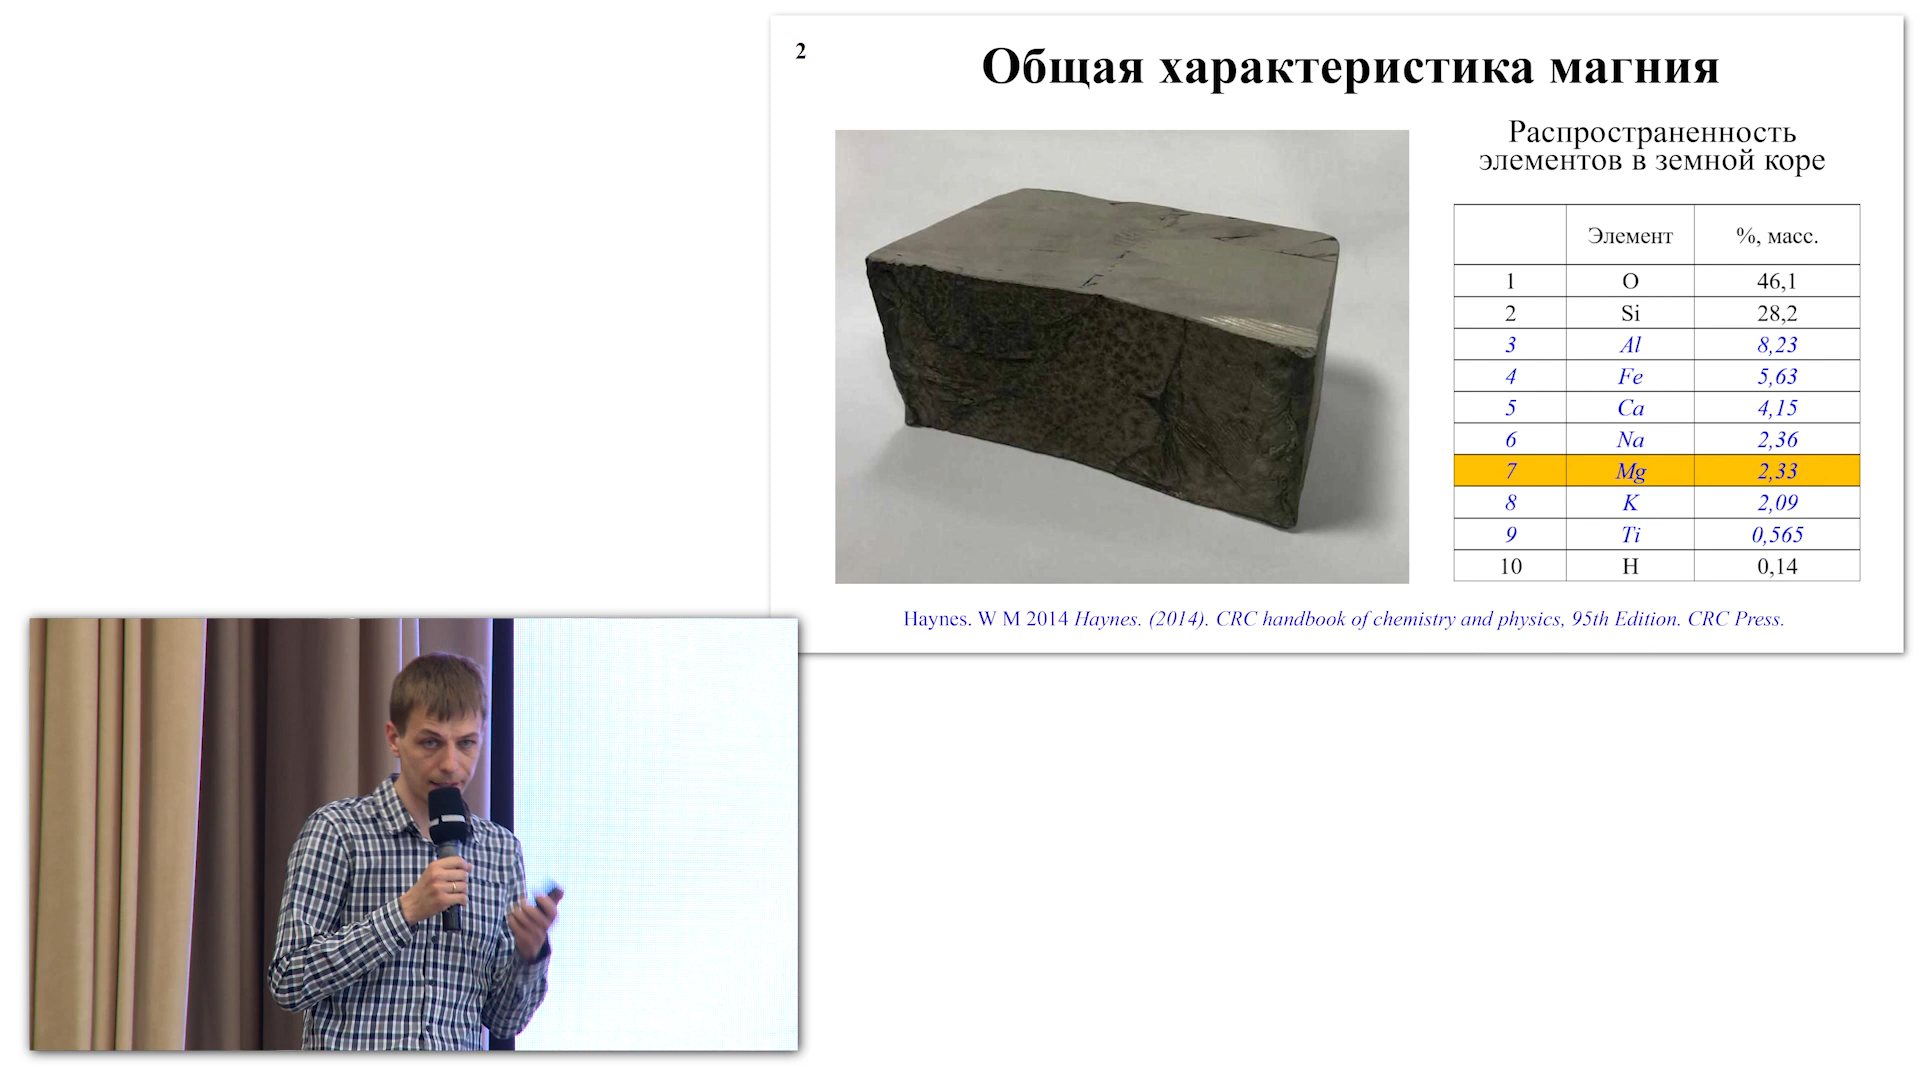 2
Общая характеристика магния
Распространенность
элементов в земной коре
Элемент %, масс.
1 O 46,1
2 Si 28,2
3 Al 8,23
4 Fe 5,63
5 Ca 4,15
6 Na 2,36
7 Mg 2,33
8 K 2,09
9 Ti 0,565
10 H 0,14
Haynes. W M 2014 Haynes. (2014). CRC handbook of chemistry and physics, 95th Edition. CRC Press.